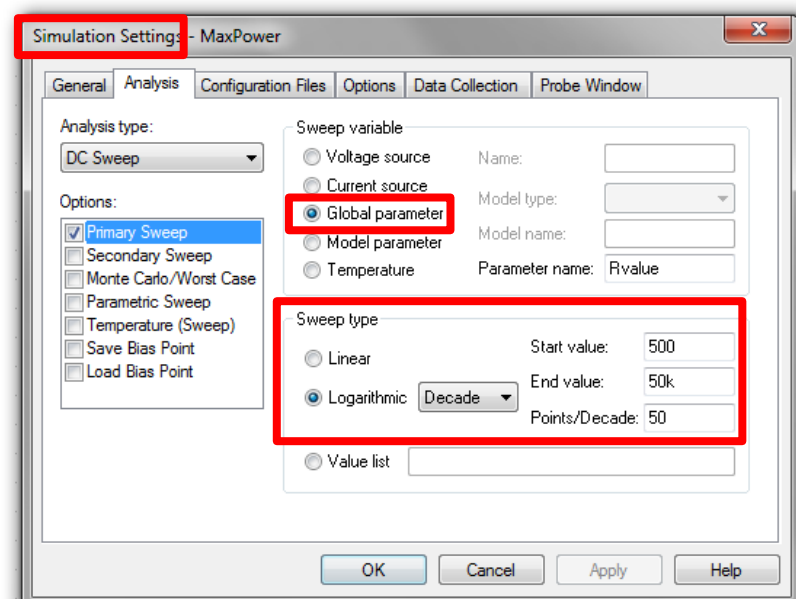 Simulation Settings - MaxPower
x
General Analysis Configuration Files Options Data Collection Probe Window
Analysis type:
DC Sweep
Options:
Primary Sweep
Secondary Sweep
Monte Carlo/Worst Case
Parametric Sweep
Temperature (Sweep)
Save Bias Point
Load Bias Point
Sweep variable
Voltage source
Current source
Global parameter
Model parameter
Temperature
Name:
Model type:
Model name:
Parameter name: Rvalue
Sweep type
Linear
Logarithmic Decade
Start value: 500
End value: 50k
Points/Decade: 50
Value list
OK Cancel Apply Help